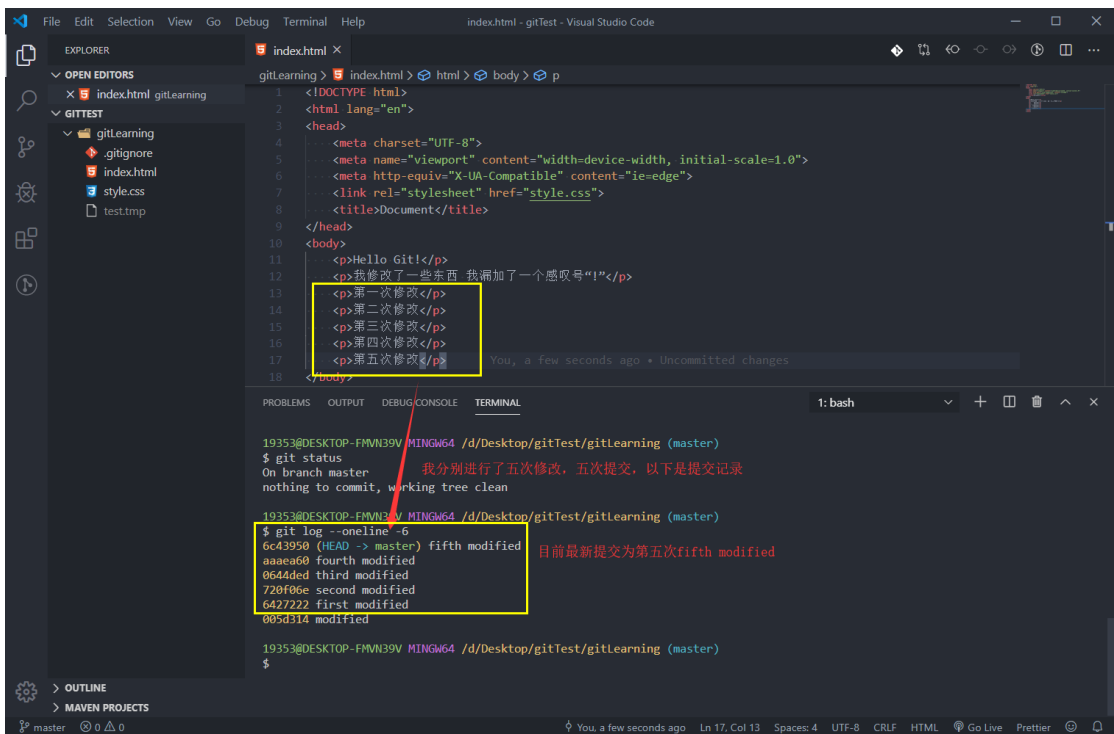 File Edit Selection View Go Debug Terminal Help index.html - gitTest - Visual Studio Code
EXPLORER
index.html
OPEN EDITORS
gitLearning > index.html > html > body > p
index.html gitLearning
GITTEST
gitLearning
.gitignore
index.html
style.css
test.tmp
1 <!DOCTYPE html>
2 <html lang="en">
3 <head>
4 <meta charset="UTF-8">
5 <meta name="viewport" content="width=device-width, initial-scale=1.0">
6 <meta http-equiv="X-UA-Compatible" content="ie=edge">
7 <link rel="stylesheet" href="style.css">
8 <title>Document</title>
9 </head>
10 <body>
11 <p>Hello Git!</p>
12 <p>我修改了一些东西 我漏加了一个感叹号“!”</p>
13 <p>第一次修改</p>
14 <p>第二次修改</p>
15 <p>第三次修改</p>
16 <p>第四次修改</p>
17 <p>第五次修改</p> You, a few seconds ago • Uncommitted changes
18 </body>
PROBLEMS OUTPUT DEBUG CONSOLE TERMINAL 1: bash
19353@DESKTOP-FMVN39V MINGW64 /d/Desktop/gitTest/gitLearning (master)
$ git status
On branch master
我分别进行了五次修改，五次提交，以下是提交记录
nothing to commit, working tree clean
19353@DESKTOP-FMVN39V MINGW64 /d/Desktop/gitTest/gitLearning (master)
$ git log --oneline -6
6c43950 (HEAD -> master) fifth modified
目前最新提交为第五次fifth modified
aaaea60 fourth modified
0644ded third modified
720f06e second modified
6427222 first modified
005d314 modified
19353@DESKTOP-FMVN39V MINGW64 /d/Desktop/gitTest/gitLearning (master)
$
OUTLINE
MAVEN PROJECTS
master 0 0 You, a few seconds ago Ln 17, Col 13 Spaces: 4 UTF-8 CRLF HTML Go Live Prettier